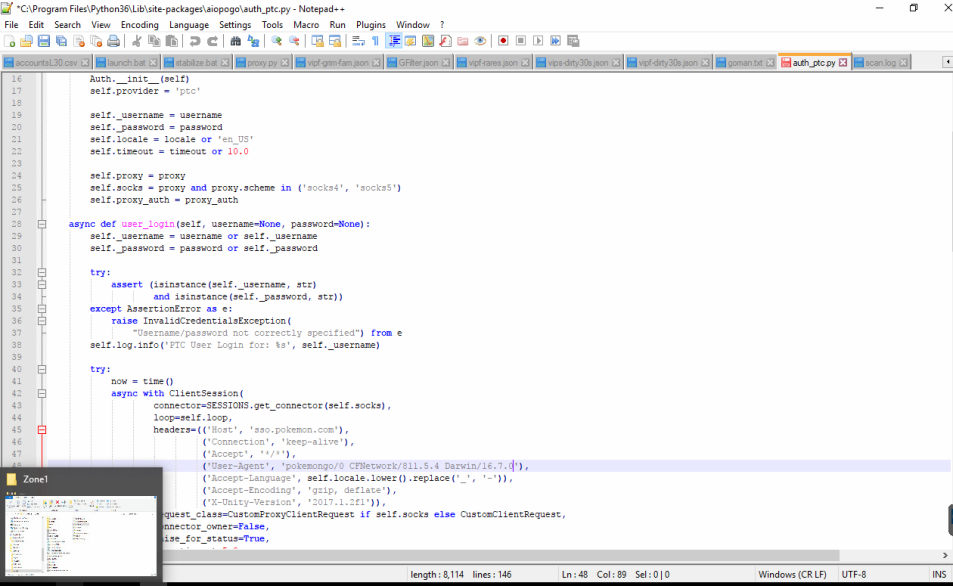 *C:\Program Files\Python36\Lib\site-packages\aiopogo\auth_ptc.py - Notepad++
File Edit Search View Encoding Language Settings Tools Macro Run Plugins Window ?
accountsL30.csv launch.bat stabilize.bat proxy.py vipf-grim-fam.json GFilter.json vipf-rares.json vips-dirty30s.json vipf-dirty30s.json goman.txt auth_ptc.py scan.log
16 Auth.__init__(self)
17 self.provider = 'ptc'
18
19 self._username = username
20 self._password = password
21 self.locale = locale or 'en_US'
22 self.timeout = timeout or 10.0
23
24 self.proxy = proxy
25 self.socks = proxy and proxy.scheme in ('socks4', 'socks5')
26 self.proxy_auth = proxy_auth
27
28 async def user_login(self, username=None, password=None):
29 self._username = username or self._username
30 self._password = password or self._password
31
32 try:
33 assert (isinstance(self._username, str)
34 and isinstance(self._password, str))
35 except AssertionError as e:
36 raise InvalidCredentialsException(
37 "Username/password not correctly specified") from e
38 self.log.info('PTC User Login for: %s', self._username)
39
40 try:
41 now = time()
42 async with ClientSession(
43 connector=SESSIONS.get_connector(self.socks),
44 loop=self.loop,
45 headers=(('Host', 'sso.pokemon.com'),
46 ('Connection', 'keep-alive'),
47 ('Accept', '*/*'),
('User-Agent', 'pokemongo/0 CFNetwork/811.5.4 Darwin/16.7.0'),
('Accept-Language', self.locale.lower().replace('_', '-')),
('Accept-Encoding', 'gzip, deflate'),
('X-Unity-Version', '2017.1.2f1')),
equest_class=CustomProxyClientRequest if self.socks else CustomClientRequest,
nnector_owner=False,
ise_for_status=True,
Zone1
length : 8,114 lines : 146 Ln : 48 Col : 89 Sel : 0 | 0 Windows (CR LF) UTF-8 INS